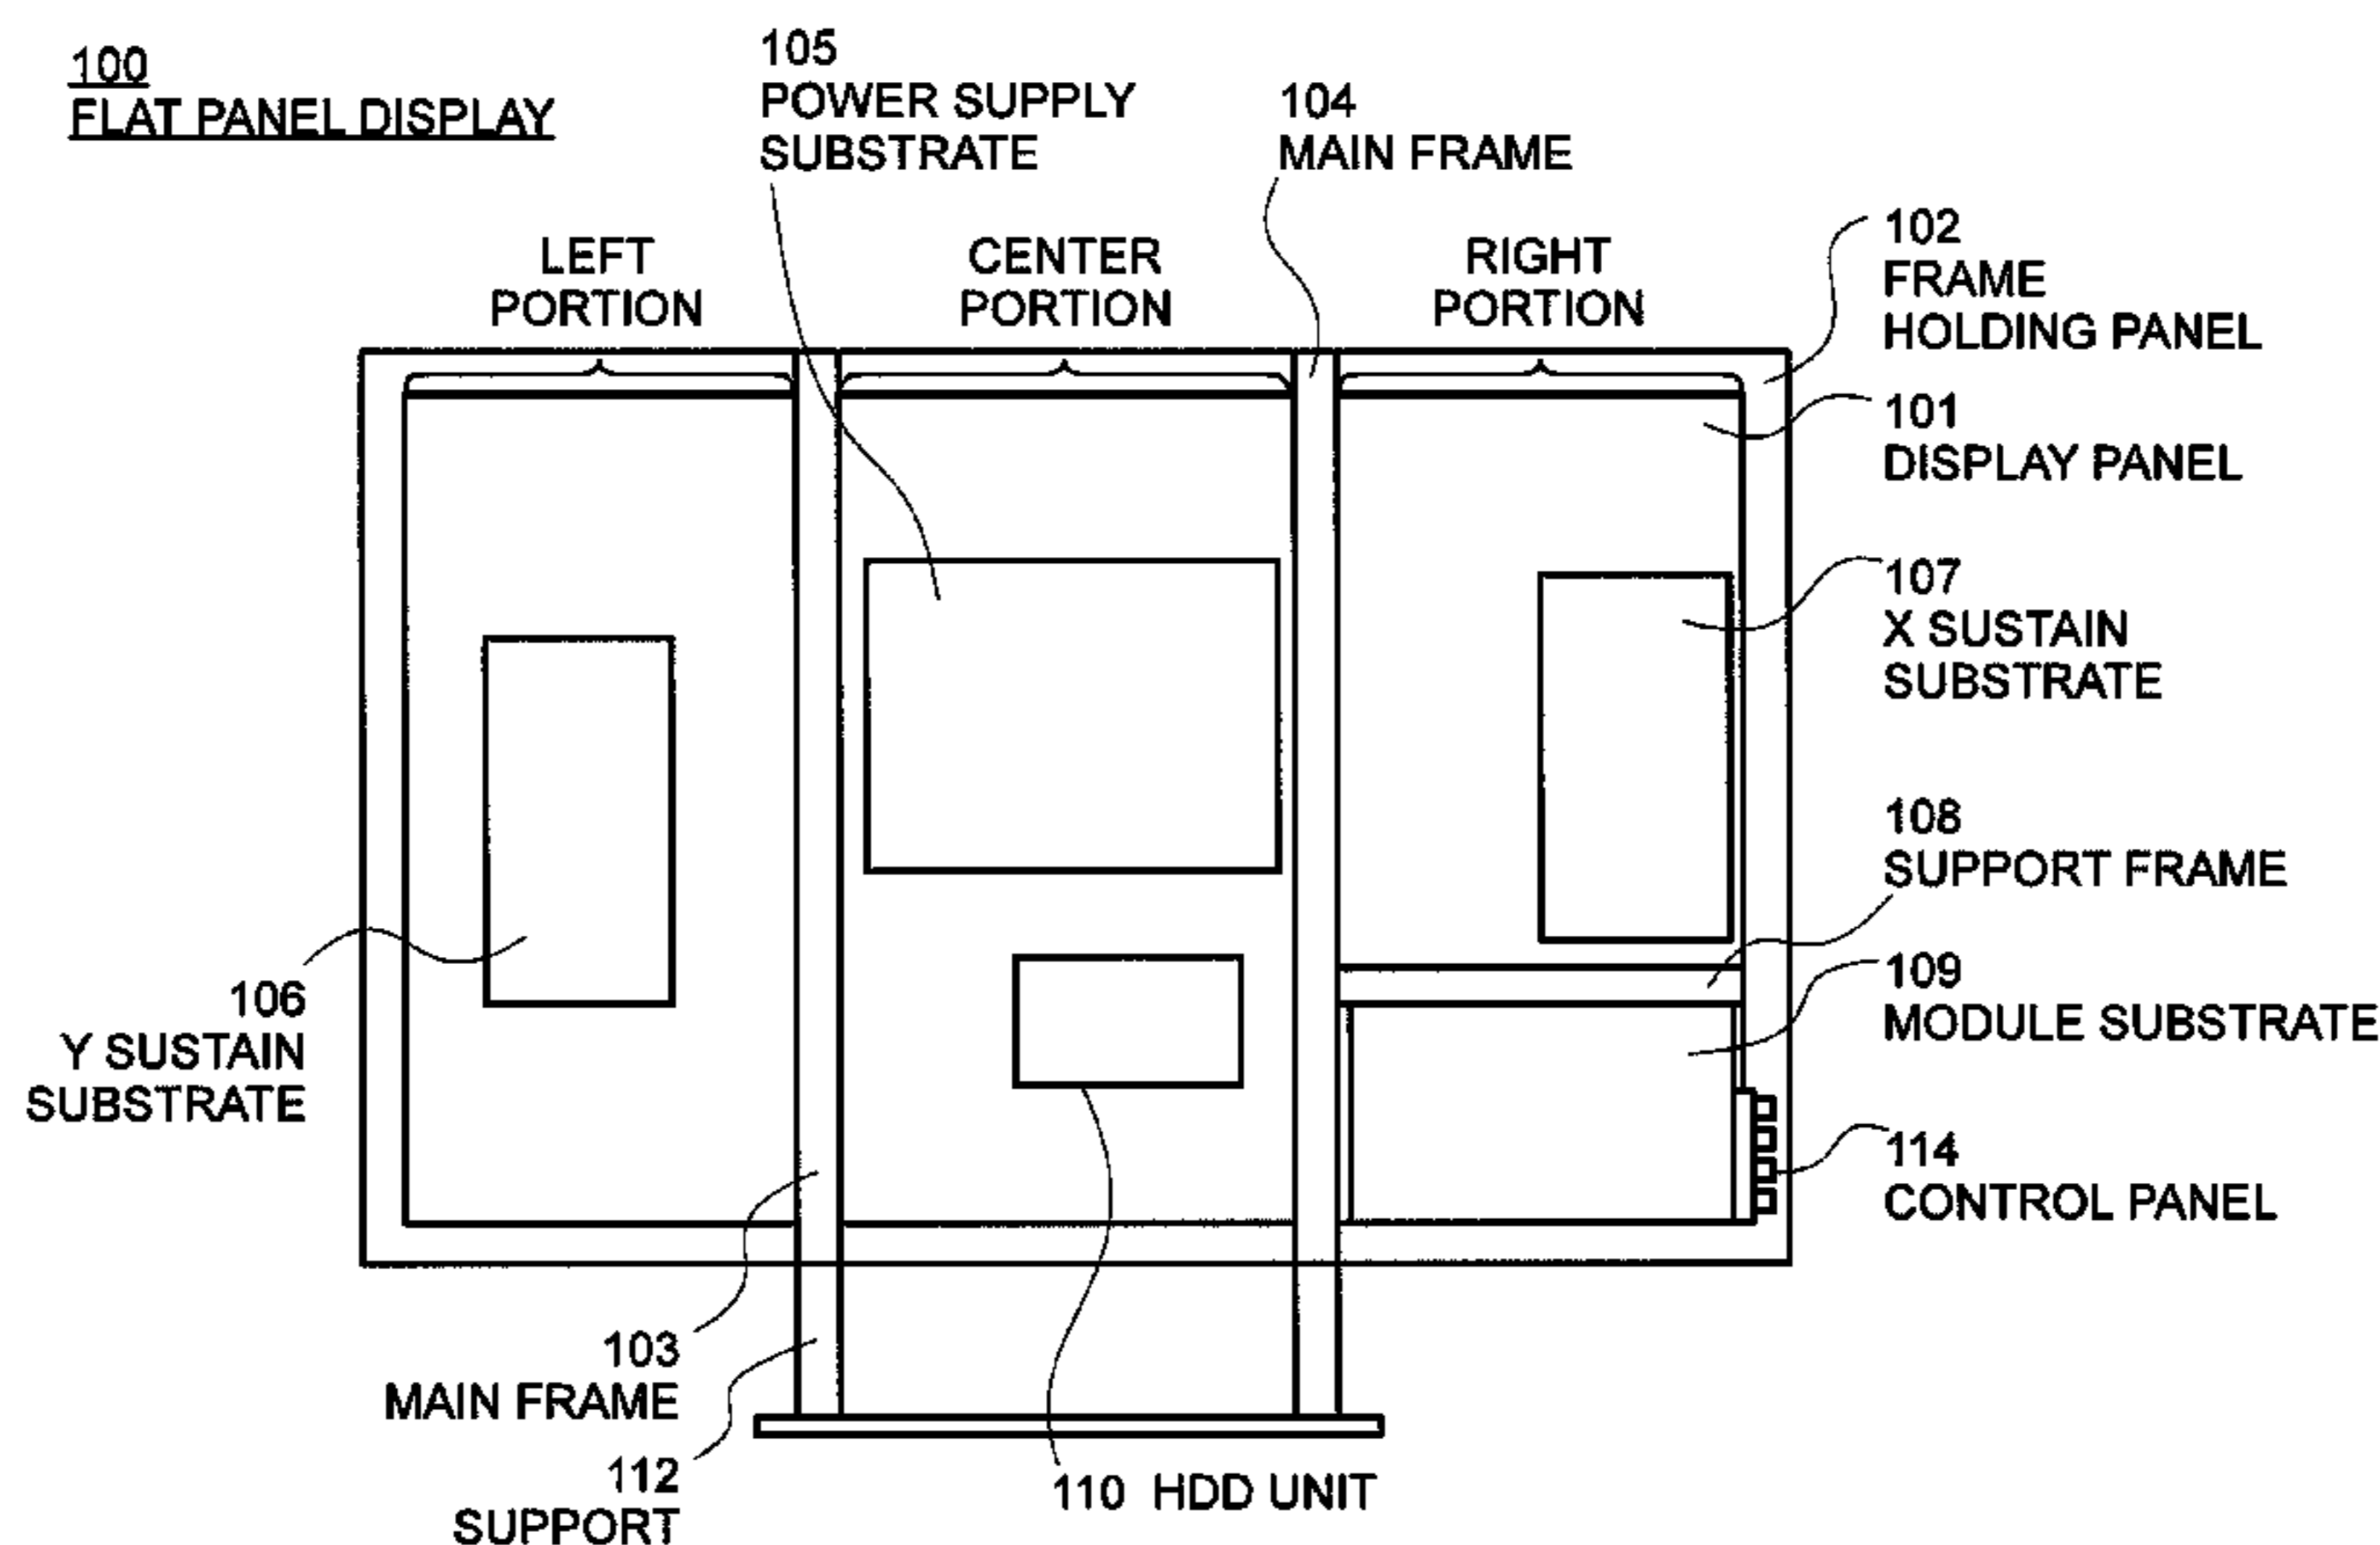 100
FLAT PANEL DISPLAY
105
POWER SUPPLY
SUBSTRATE
104
MAIN FRAME
LEFT
PORTION
CENTER
PORTION
RIGHT
PORTION
102
FRAME
HOLDING PANEL
101
DISPLAY PANEL
107
X SUSTAIN
SUBSTRATE
108
SUPPORT FRAME
109
MODULE SUBSTRATE
114
CONTROL PANEL
106
Y SUSTAIN
SUBSTRATE
103
MAIN FRAME
112
SUPPORT
110 HDD UNIT